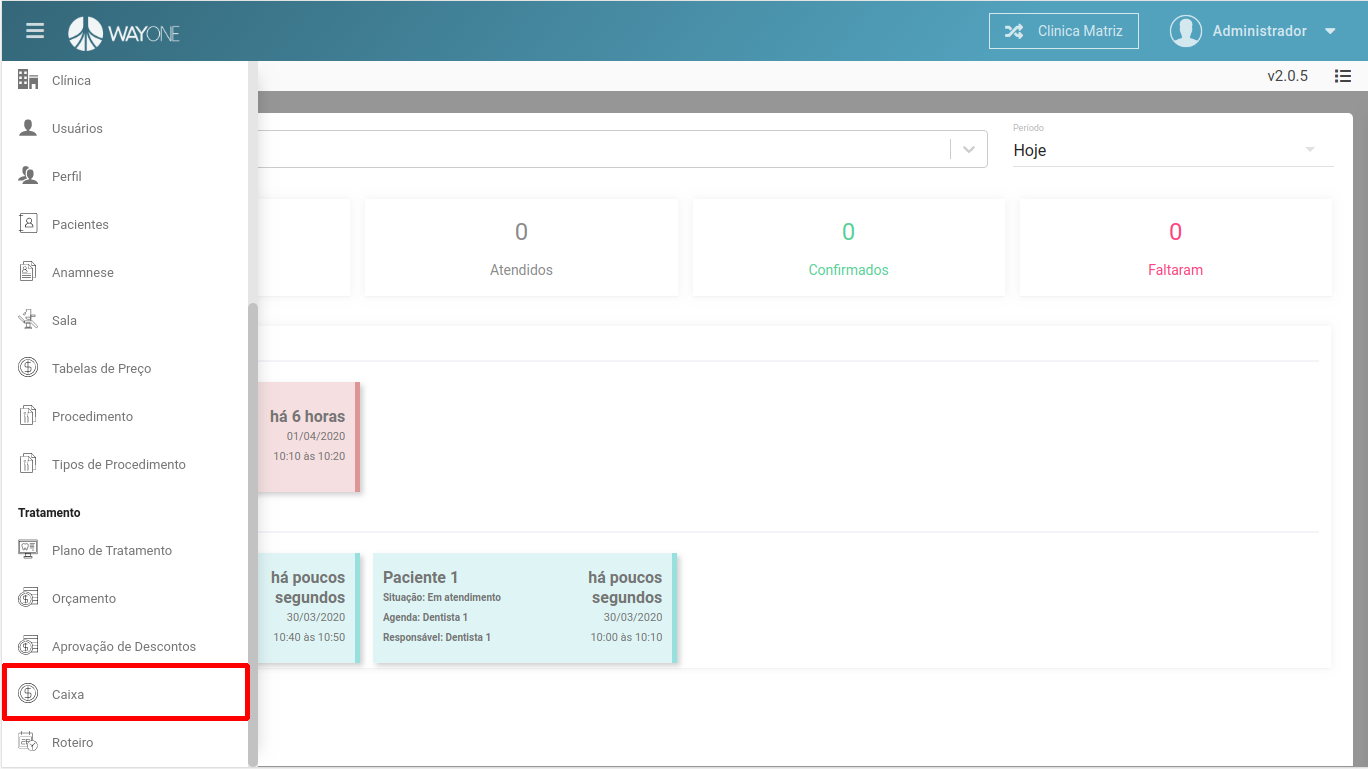 WAYONE
Clinica Matriz
Administrador
v2.0.5
Clínica
Usuários
Perfil
Pacientes
Anamnese
Sala
Tabelas de Preço
Procedimento
Tipos de Procedimento
Tratamento
Plano de Tratamento
Orçamento
Aprovação de Descontos
Caixa
Roteiro
Período
Hoje
0
Atendidos
0
Confirmados
0
Faltaram
há 6 horas
01/04/2020
10:10 às 10:20
há poucos
segundos
30/03/2020
10:40 às 10:50
Paciente 1
Situação: Em atendimento
Agenda: Dentista 1
Responsável: Dentista 1
há poucos
segundos
30/03/2020
10:00 às 10:10